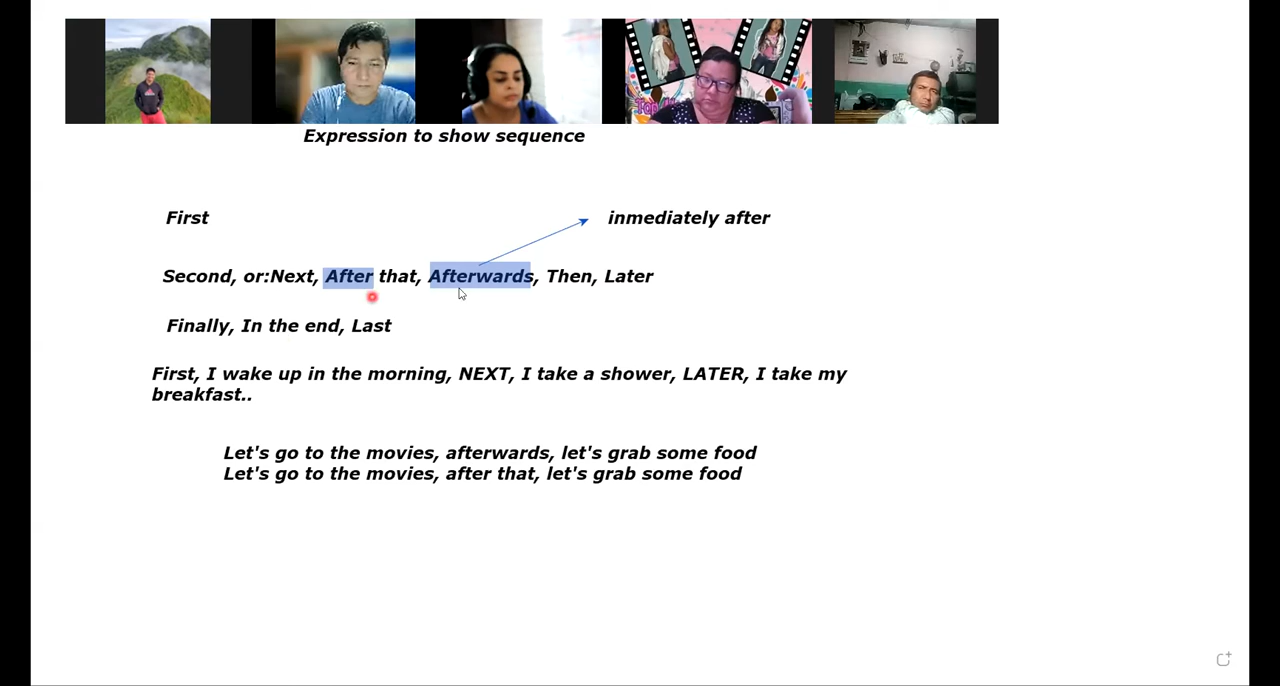 Expression to show sequence
First
inmediately after
Second, or:Next, After that, Afterwards, Then, Later
Finally, In the end, Last
First, I wake up in the morning, NEXT, I take a shower, LATER, I take my
breakfast..
Let's go to the movies, afterwards, let's grab some food
Let's go to the movies, after that, let's grab some food